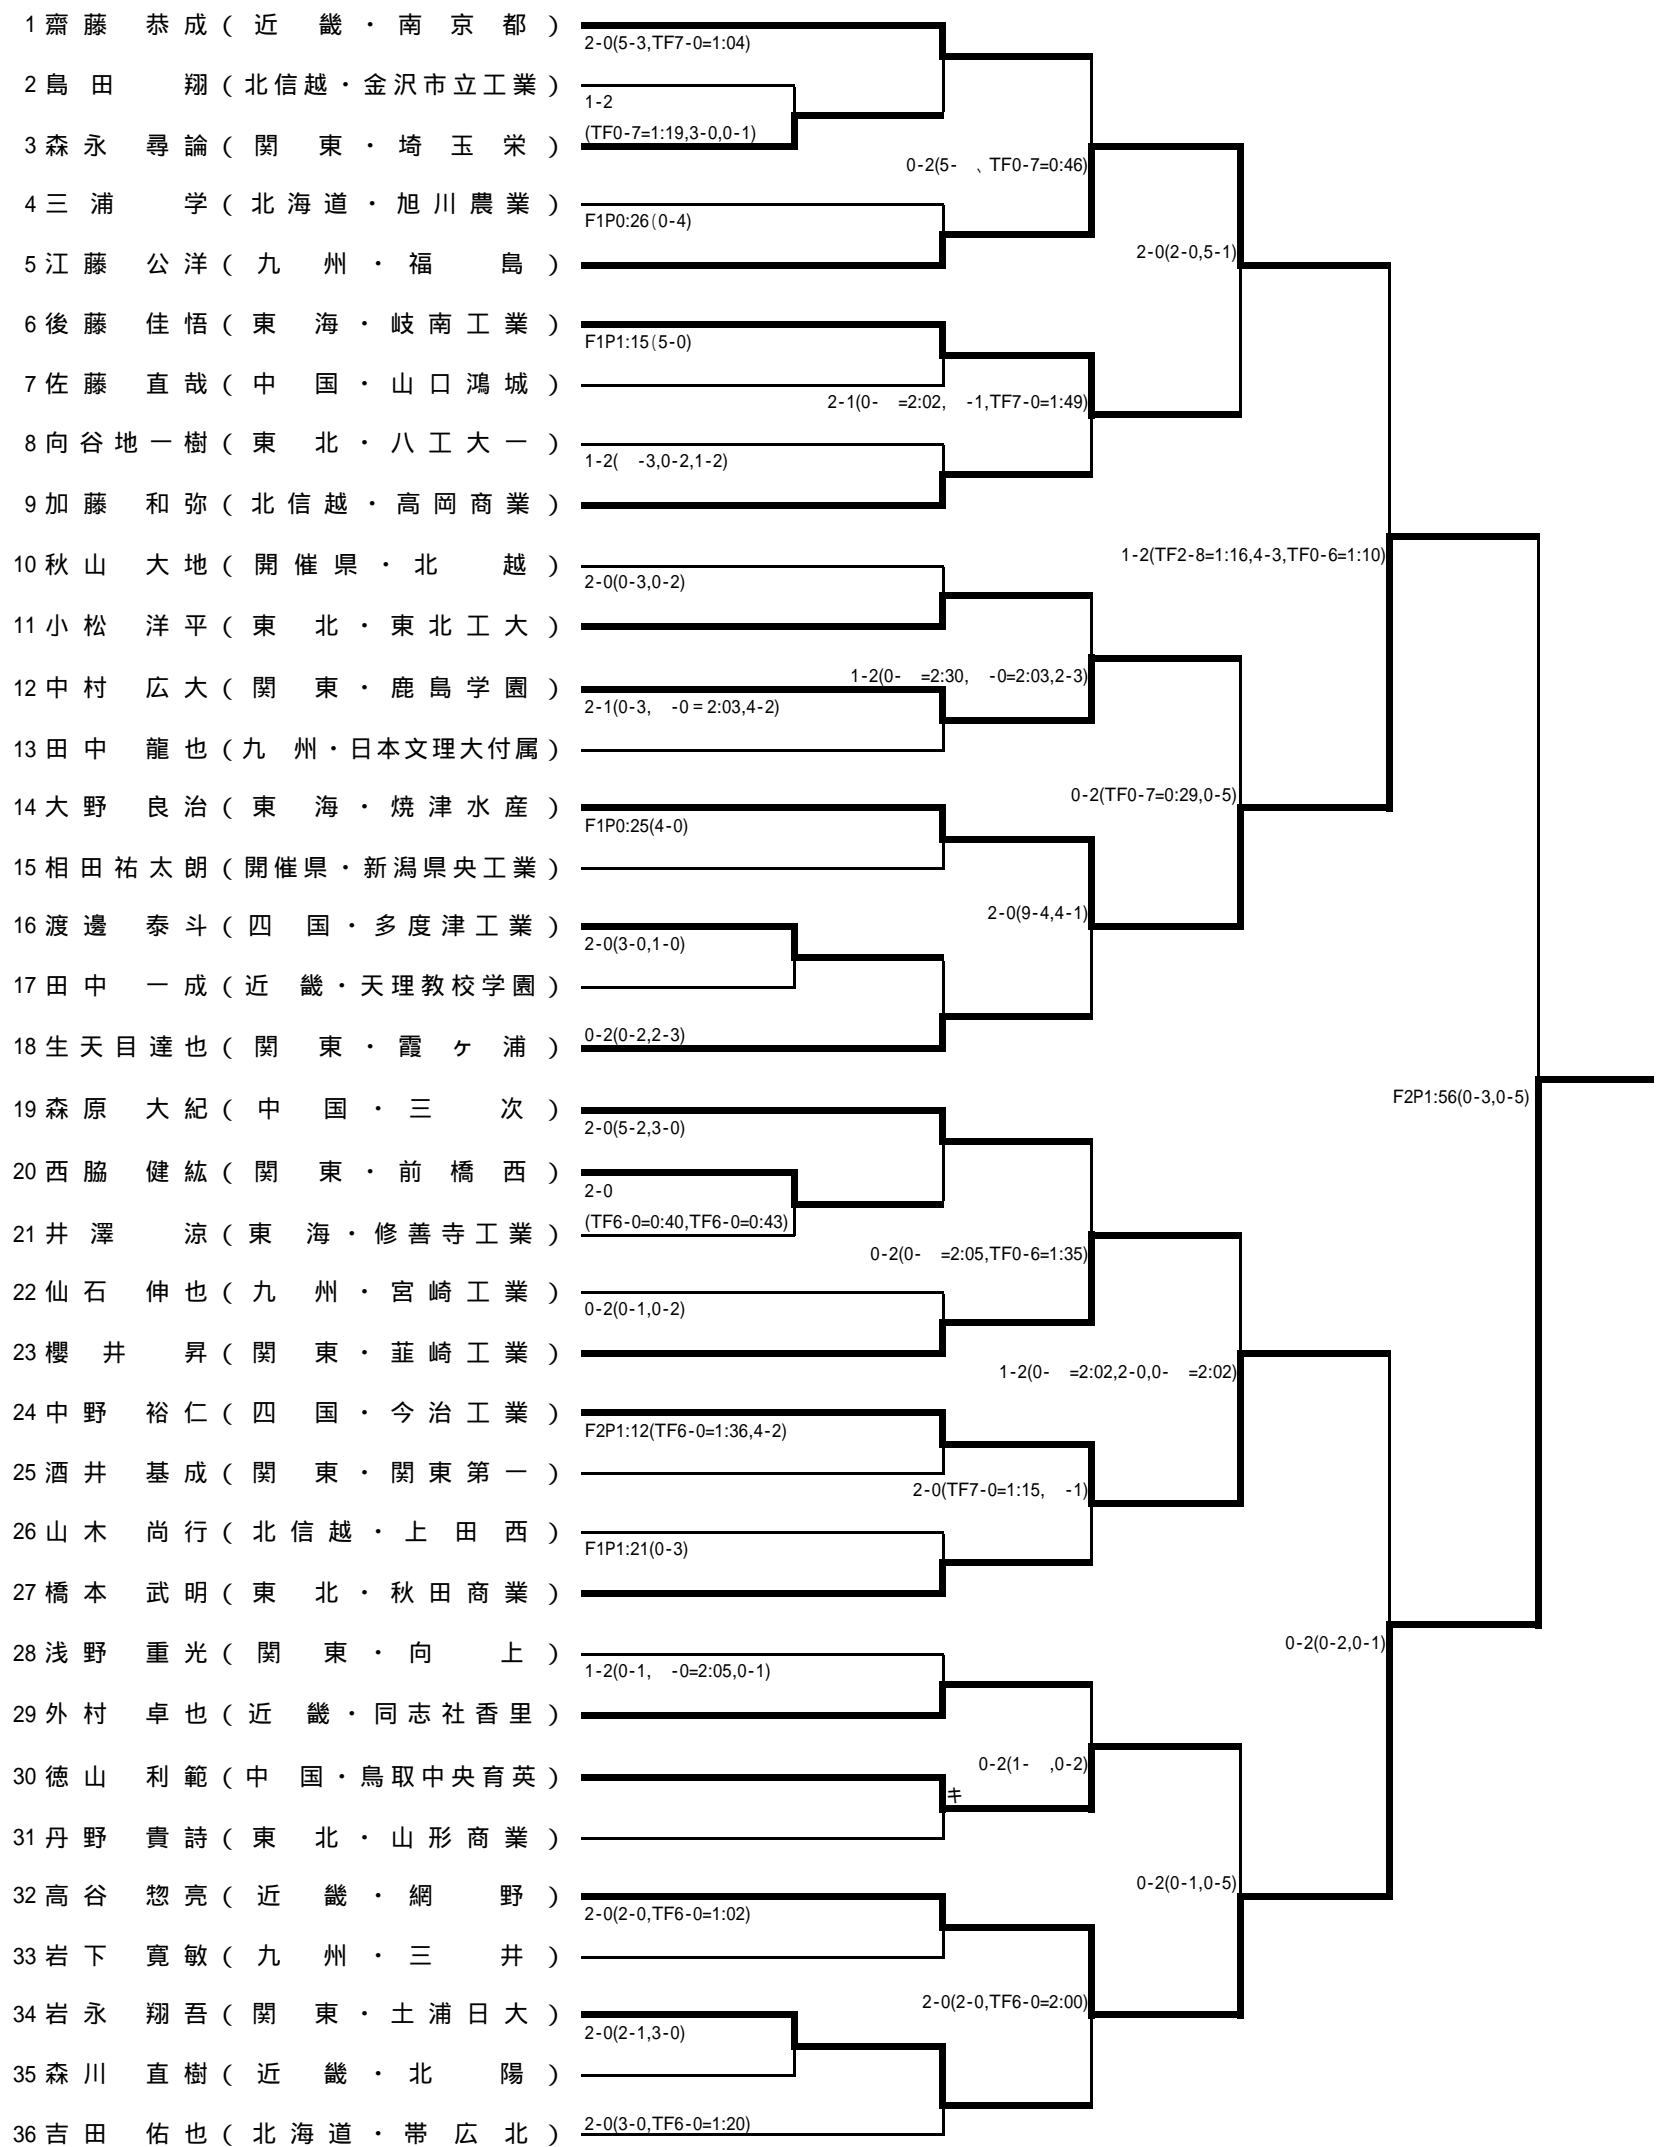 1 齋藤 恭成 ( 近 畿 ・ 南 京 都 )
2-0(5-3,TF7-0=1:04)
2 島田 翔 ( 北信越 ・ 金沢市立工業 )
1-2
(TF0-7=1:19,3-0,0-1)
3 森永 尋論 ( 関 東 ・ 埼 玉 栄 )
0-2(5- 、TF0-7=0:46)
4 三浦 学 ( 北海道 ・ 旭川農業 )
F1P0:26(0-4)
2-0(2-0,5-1)
5 江藤 公洋 ( 九 州 ・ 福 島 )
6 後藤 佳悟 ( 東 海 ・ 岐南工業 )
F1P1:15(5-0)
7 佐藤 直哉 ( 中 国 ・ 山口鴻城 )
2-1(0- =2:02, -1,TF7-0=1:49)
8 向谷地一樹 ( 東 北 ・ 八工大一 )
1-2( -3,0-2,1-2)
9 加藤 和弥 ( 北信越 ・ 高岡商業 )
1-2(TF2-8=1:16,4-3,TF0-6=1:10)
10 秋山 大地 ( 開催県 ・ 北 越 )
2-0(0-3,0-2)
11 小松 洋平 ( 東 北 ・ 東北工大 )
1-2(0- =2:30, -0=2:03,2-3)
12 中村 広大 ( 関 東 ・ 鹿島学園 )
2-1(0-3, -0=2:03,4-2)
13 田中 龍也 ( 九 州 ・ 日本文理大付属 )
0-2(TF0-7=0:29,0-5)
14 大野 良治 ( 東 海 ・ 焼津水産 )
F1P0:25(4-0)
15 相田祐太朗 ( 開催県 ・ 新潟県央工業 )
2-0(9-4,4-1)
16 渡邊 泰斗 ( 四 国 ・ 多度津工業 )
2-0(3-0,1-0)
17 田中 一成 ( 近 畿 ・ 天理教校学園 )
0-2(0-2,2-3)
18 生天目達也 ( 関 東 ・ 霞ヶ浦 )
F2P1:56(0-3,0-5)
19 森原 大紀 ( 中 国 ・ 三 次 )
2-0(5-2,3-0)
20 西脇 健紘 ( 関 東 ・ 前橋西 )
2-0
(TF6-0=0:40,TF6-0=0:43)
21 井澤 涼 ( 東 海 ・ 修善寺工業 )
0-2(0- =2:05,TF0-6=1:35)
22 仙石 伸也 ( 九 州 ・ 宮崎工業 )
0-2(0-1,0-2)
23 櫻井 昇 ( 関 東 ・ 韮崎工業 )
1-2(0- =2:02,2-0,0- =2:02)
24 中野 裕仁 ( 四 国 ・ 今治工業 )
F2P1:12(TF6-0=1:36,4-2)
25 酒井 基成 ( 関 東 ・ 関東第一 )
2-0(TF7-0=1:15, -1)
26 山木 尚行 ( 北信越 ・ 上田西 )
F1P1:21(0-3)
27 橋本 武明 ( 東 北 ・ 秋田商業 )
0-2(0-2,0-1)
28 浅野 重光 ( 関 東 ・ 向 上 )
1-2(0-1, -0=2:05,0-1)
29 外村 卓也 ( 近 畿 ・ 同志社香里 )
0-2(1- ,0-2)
30 徳山 利範 ( 中 国 ・ 鳥取中央育英 )
キ
31 丹野 貴詩 ( 東 北 ・ 山形商業 )
0-2(0-1,0-5)
32 高谷 惣亮 ( 近 畿 ・ 網 野 )
2-0(2-0,TF6-0=1:02)
33 岩下 寛敏 ( 九 州 ・ 三 井 )
2-0(2-0,TF6-0=2:00)
34 岩永 翔吾 ( 関 東 ・ 土浦日大 )
2-0(2-1,3-0)
35 森川 直樹 ( 近 畿 ・ 北 陽 )
2-0(3-0,TF6-0=1:20)
36 吉田 佑也 ( 北海道 ・ 帯広北 )